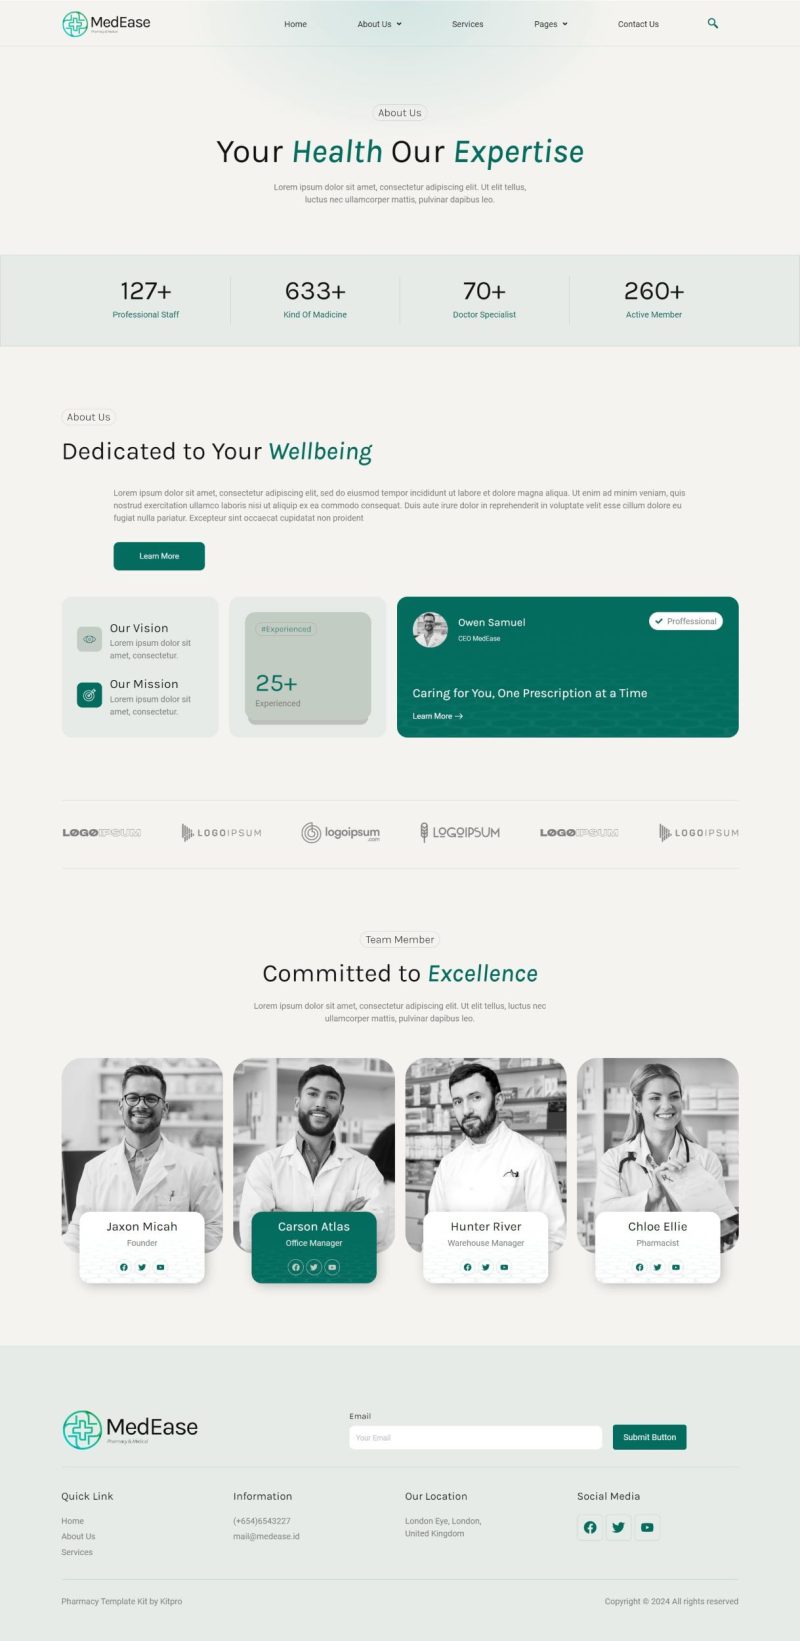 MedEase
Pharmacy & Medical
Home
About Us
Services
Pages
Contact Us
About Us
Your Health Our Expertise
Lorem ipsum dolor sit amet, consectetur adipiscing elit. Ut elit tellus,
luctus nec ullamcorper mattis, pulvinar dapibus leo.
127+
Professional Staff
633+
Kind Of Madicine
70+
Doctor Specialist
260+
Active Member
About Us
Dedicated to Your Wellbeing
Lorem ipsum dolor sit amet, consectetur adipiscing elit, sed do eiusmod tempor incididunt ut labore et dolore magna aliqua. Ut enim ad minim veniam, quis
nostrud exercitation ullamco laboris nisi ut aliquip ex ea commodo consequat. Duis aute irure dolor in reprehenderit in voluptate velit esse cillum dolore eu
fugiat nulla pariatur. Excepteur sint occaecat cupidatat non proident
Learn More
Our Vision
Lorem ipsum dolor sit
amet, consectetur.
Our Mission
Lorem ipsum dolor sit
amet, consectetur.
#Experienced
25+
Experienced
Owen Samuel
CEO MedEase
Proffessional
Caring for You, One Prescription at a Time
Learn More
LOGOIPSUM
LOGOIPSUM
logoipsum
.com
LOGOIPSUM
LOGOIPSUM
LOGOIPSUM
Team Member
Committed to Excellence
Lorem ipsum dolor sit amet, consectetur adipiscing elit. Ut elit tellus, luctus nec
ullamcorper mattis, pulvinar dapibus leo.
Jaxon Micah
Founder
Carson Atlas
Office Manager
Hunter River
Warehouse Manager
Chloe Ellie
Pharmacist
MedEase
Pharmacy & Medical
Email
Your Email
Submit Button
Quick Link
Home
About Us
Services
Information
(+654)6543227
mail@medease.id
Our Location
London Eye, London,
United Kingdom
Social Media
Pharmacy Template Kit by Kitpro
Copyright © 2024 All rights reserved